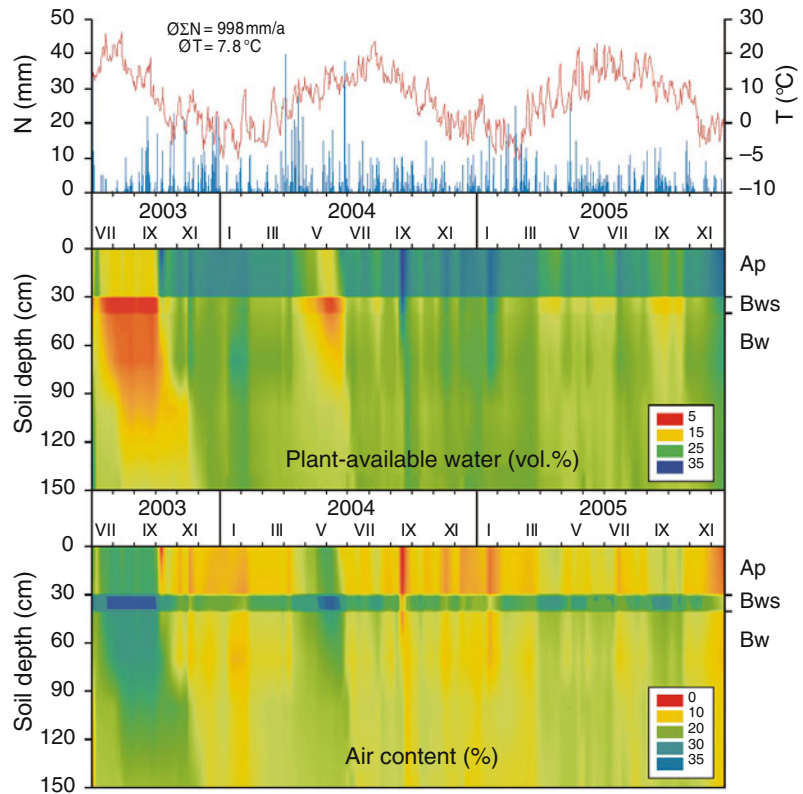 50
40
30
20
10
0
N (mm)
ØΣN = 998 mm/a
ØT = 7.8 °C
30
20
10
0
−5
−10
T (°C)
2003 2004 2005
VII IX XI I III V VII IX XI I III V VII IX XI
0
30
60
90
120
150
Soil depth (cm)
Ap
Bws
Bw
5
15
25
35
Plant-available water (vol.%)
2003 2004 2005
VII IX XI I III V VII IX XI I III V VII IX XI
0
30
60
90
120
150
Soil depth (cm)
Ap
Bws
Bw
0
10
20
30
35
Air content (%)